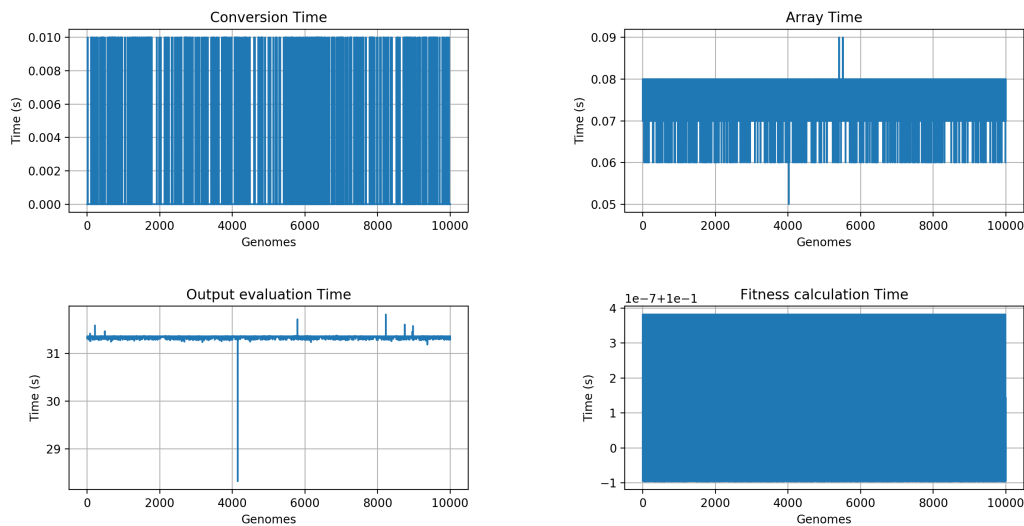 Conversion Time
0.010
0.008
0.006
0.004
0.002
0.000
Time (s)
0 2000 4000 6000 8000 10000
Genomes
Array Time
0.09
0.08
0.07
0.06
0.05
Time (s)
0 2000 4000 6000 8000 10000
Genomes
Output evaluation Time
31
30
29
Time (s)
0 2000 4000 6000 8000 10000
Genomes
Fitness calculation Time
1e-7+1e-1
4
3
2
1
0
−1
Time (s)
0 2000 4000 6000 8000 10000
Genomes